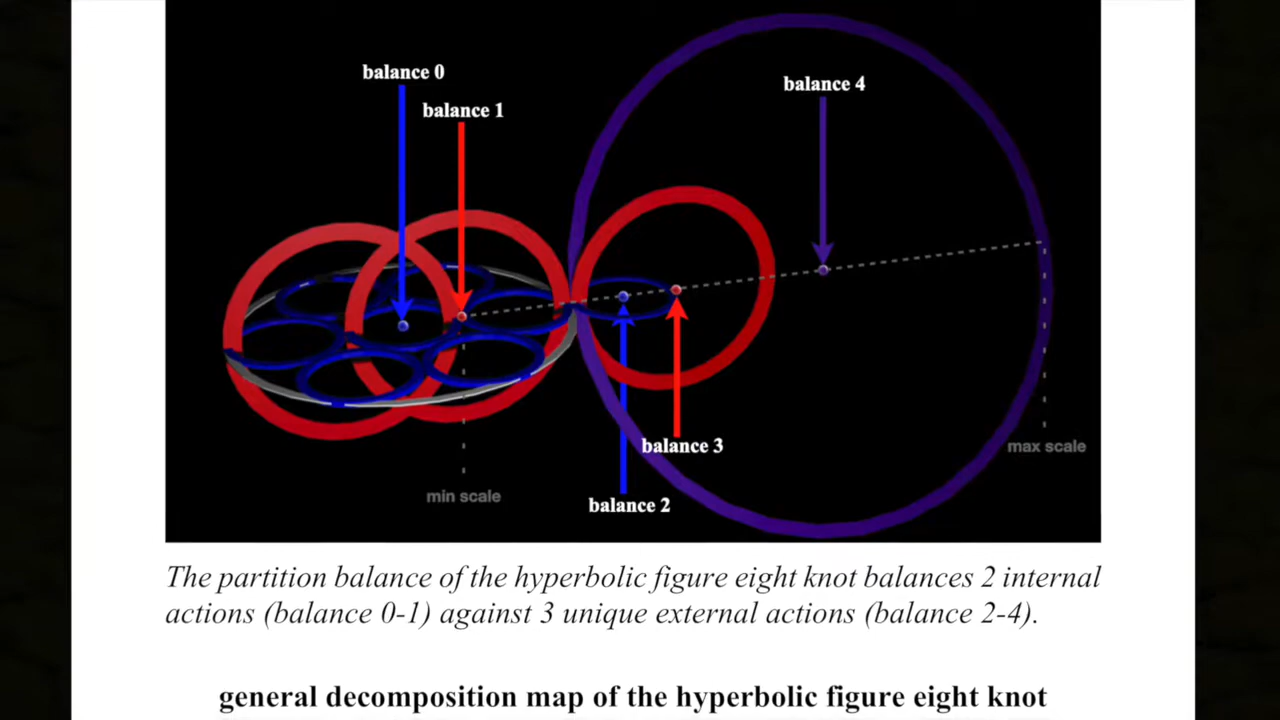 balance 0
balance 4
balance 1
balance 3
max scale
min scale
balance 2
The partition balance of the hyperbolic figure eight knot balances 2 internal
actions (balance 0-1) against 3 unique external actions (balance 2-4).
general decomposition map of the hyperbolic figure eight knot